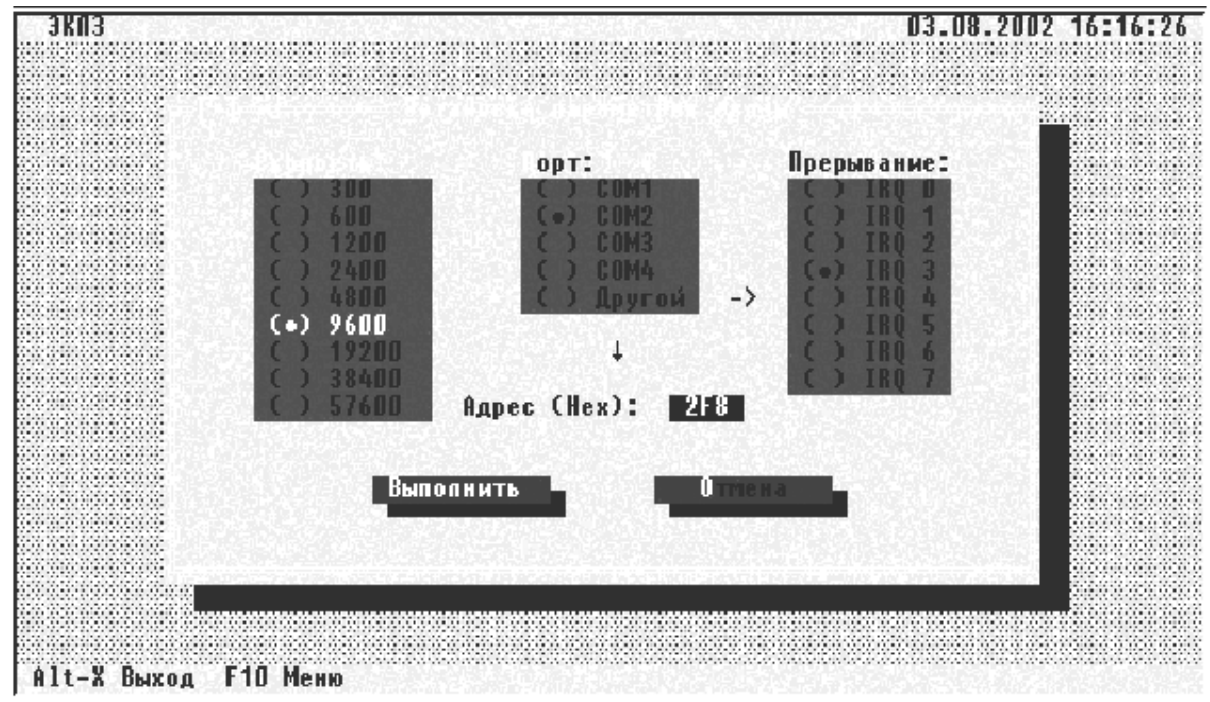 ЭКПЗ 03.08.2002 16:16:26
орт: Прерывание:
( ) 300 ( ) COM1 ( ) IRQ 0
( ) 600 (•) COM2 ( ) IRQ 1
( ) 1200 ( ) COM3 ( ) IRQ 2
( ) 2400 ( ) COM4 (•) IRQ 3
( ) 4800 ( ) Другой -> ( ) IRQ 4
(•) 9600 ( ) IRQ 5
( ) 19200 ↓ ( ) IRQ 6
( ) 38400 ( ) IRQ 7
( ) 57600 Адрес (Hex): 2F8
Выполнить Отмена
Alt-X Выход F10 Меню